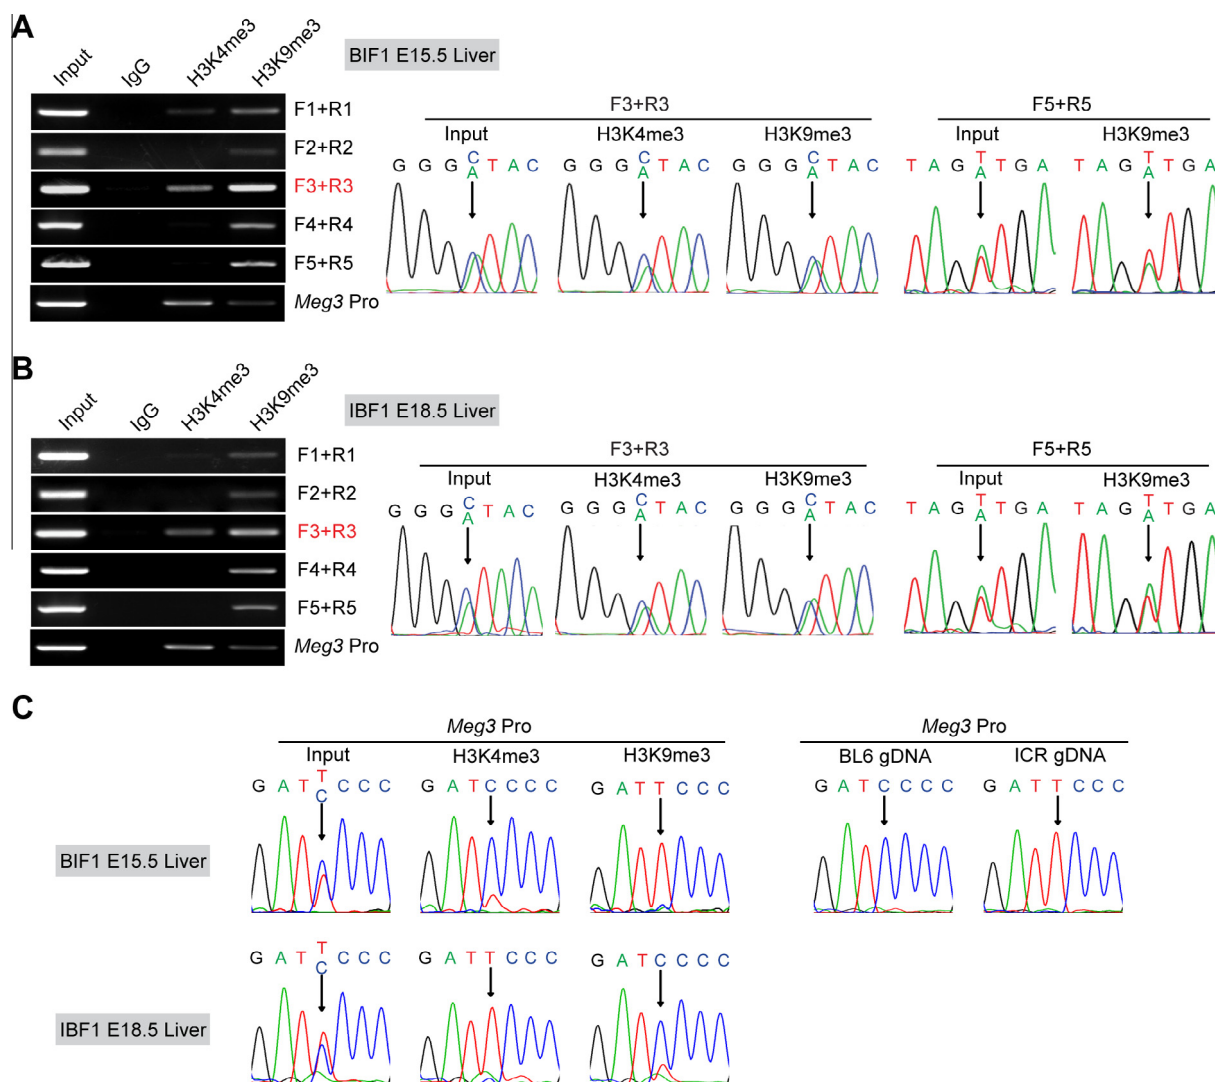 A
Input IgG H3K4me3 H3K9me3
BIF1 E15.5 Liver
F1+R1
F2+R2
F3+R3
F4+R4
F5+R5
Meg3 Pro
F3+R3 F5+R5
Input H3K4me3 H3K9me3 Input H3K9me3
G G G C T A C G G G C T A C G G G C T A C T A G T T G A T A G T T G A
A A A A A
B
Input IgG H3K4me3 H3K9me3
IBF1 E18.5 Liver
F1+R1
F2+R2
F3+R3
F4+R4
F5+R5
Meg3 Pro
F3+R3 F5+R5
Input H3K4me3 H3K9me3 Input H3K9me3
G G G C T A C G G G C T A C G G G C T A C T A G T T G A T A G T T G A
A A A A A
C
Meg3 Pro Meg3 Pro
Input H3K4me3 H3K9me3 BL6 gDNA ICR gDNA
G A T T C C C G A T C C C C G A T T C C C G A T C C C C G A T T C C C
C
BIF1 E15.5 Liver
G A T T C C C G A T T C C C G A T C C C C
C
IBF1 E18.5 Liver